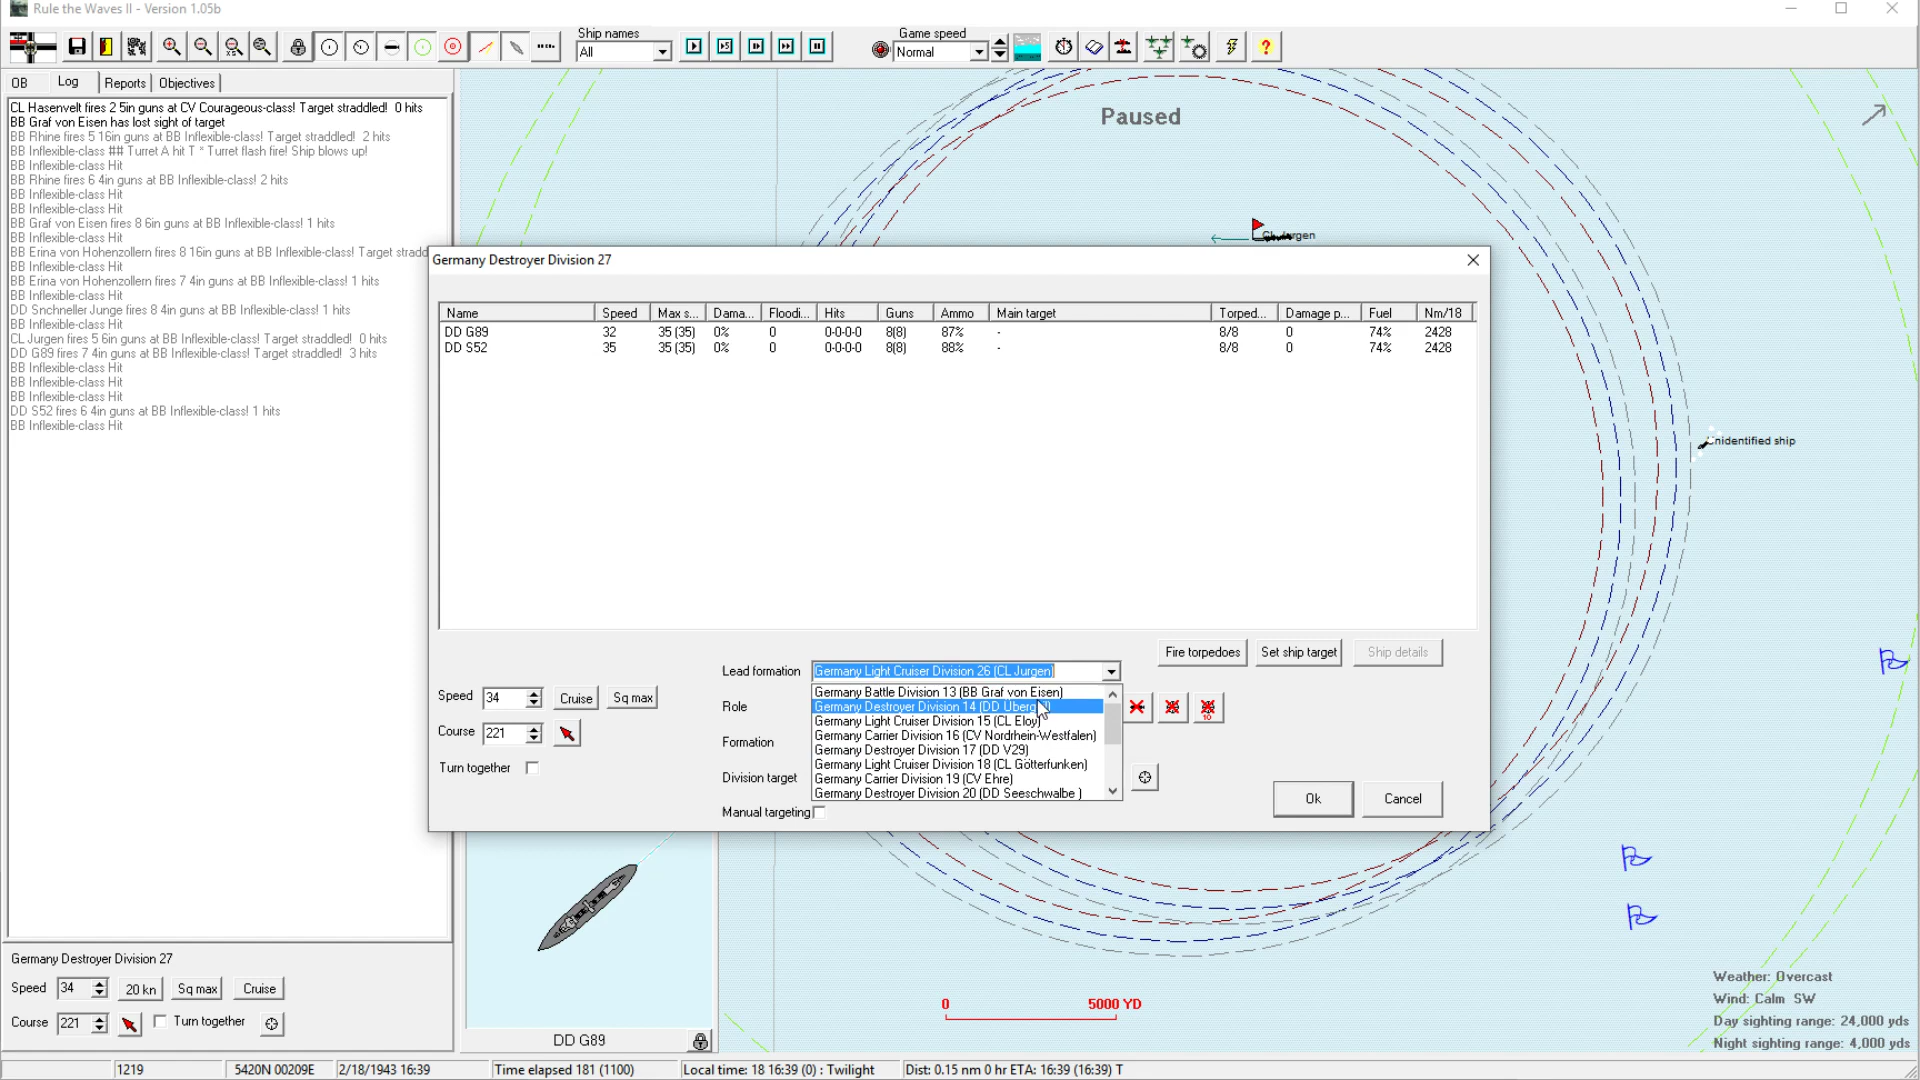 Rule the Waves II - Version 1.05b
Ship names
All
Game speed
Normal
OB
Log
Reports
Objectives
CL Hasenvelt fires 2 5in guns at CV Courageous-class! Target straddled!  0 hits
BB Graf von Eisen has lost sight of target
BB Rhine fires 5 16in guns at BB Inflexible-class! Target straddled!  2 hits
BB Inflexible-class ## Turret A hit T * Turret flash fire! Ship blows up!
BB Inflexible-class Hit
BB Rhine fires 6 4in guns at BB Inflexible-class! 2 hits
BB Inflexible-class Hit
BB Inflexible-class Hit
BB Graf von Eisen fires 8 6in guns at BB Inflexible-class! 1 hits
BB Inflexible-class Hit
BB Erina von Hohenzollern fires 8 16in guns at BB Inflexible-class! Target stradd
BB Inflexible-class Hit
BB Erina von Hohenzollern fires 7 4in guns at BB Inflexible-class! 1 hits
BB Inflexible-class Hit
DD Snchneller Junge fires 8 4in guns at BB Inflexible-class! 1 hits
BB Inflexible-class Hit
CL Jurgen fires 5 6in guns at BB Inflexible-class! Target straddled!  0 hits
DD G89 fires 7 4in guns at BB Inflexible-class! Target straddled!  3 hits
BB Inflexible-class Hit
BB Inflexible-class Hit
BB Inflexible-class Hit
DD S52 fires 6 4in guns at BB Inflexible-class! 1 hits
BB Inflexible-class Hit
Paused
Germany Destroyer Division 27
Name Speed Max s... Dama... Floodi... Hits Guns Ammo Main target Torped... Damage p... Fuel Nm/18
DD G89 32 35 (35) 0% 0 0-0-0-0 8(8) 87% - 8/8 0 74% 2428
DD S52 35 35 (35) 0% 0 0-0-0-0 8(8) 88% - 8/8 0 74% 2428
Fire torpedoes
Set ship target
Ship details
Speed 34 Cruise Sq max
Course 221
Turn together
Lead formation
Germany Light Cruiser Division 26 (CL Jurgen)
Germany Battle Division 13 (BB Graf von Eisen)
Germany Destroyer Division 14 (DD
Germany Light Cruiser Division 15 (CL Eloy)
Germany Carrier Division 16 (CV Nordrhein-Westfalen)
Germany Destroyer Division 17 (DD V29)
Germany Light Cruiser Division 18 (CL Götterfunken)
Germany Carrier Division 19 (CV Ehre)
Germany Destroyer Division 20 (DD Seeschwalbe )
Role
Formation
Division target
Manual targeting
10
Ok
Cancel
Unidentified ship
Germany Destroyer Division 27
Speed 34 20 kn Sq max Cruise
Course 221 Turn together
DD G89
0 5000 YD
Weather: Overcast
Wind: Calm  SW
Day sighting range: 24,000 yds
Night sighting range: 4,000 yds
1219
5420N 00209E
2/18/1943 16:39
Time elapsed 181 (1100)
Local time: 18 16:39 (0) : Twilight
Dist: 0.15 nm 0 hr ETA: 16:39 (16:39) T